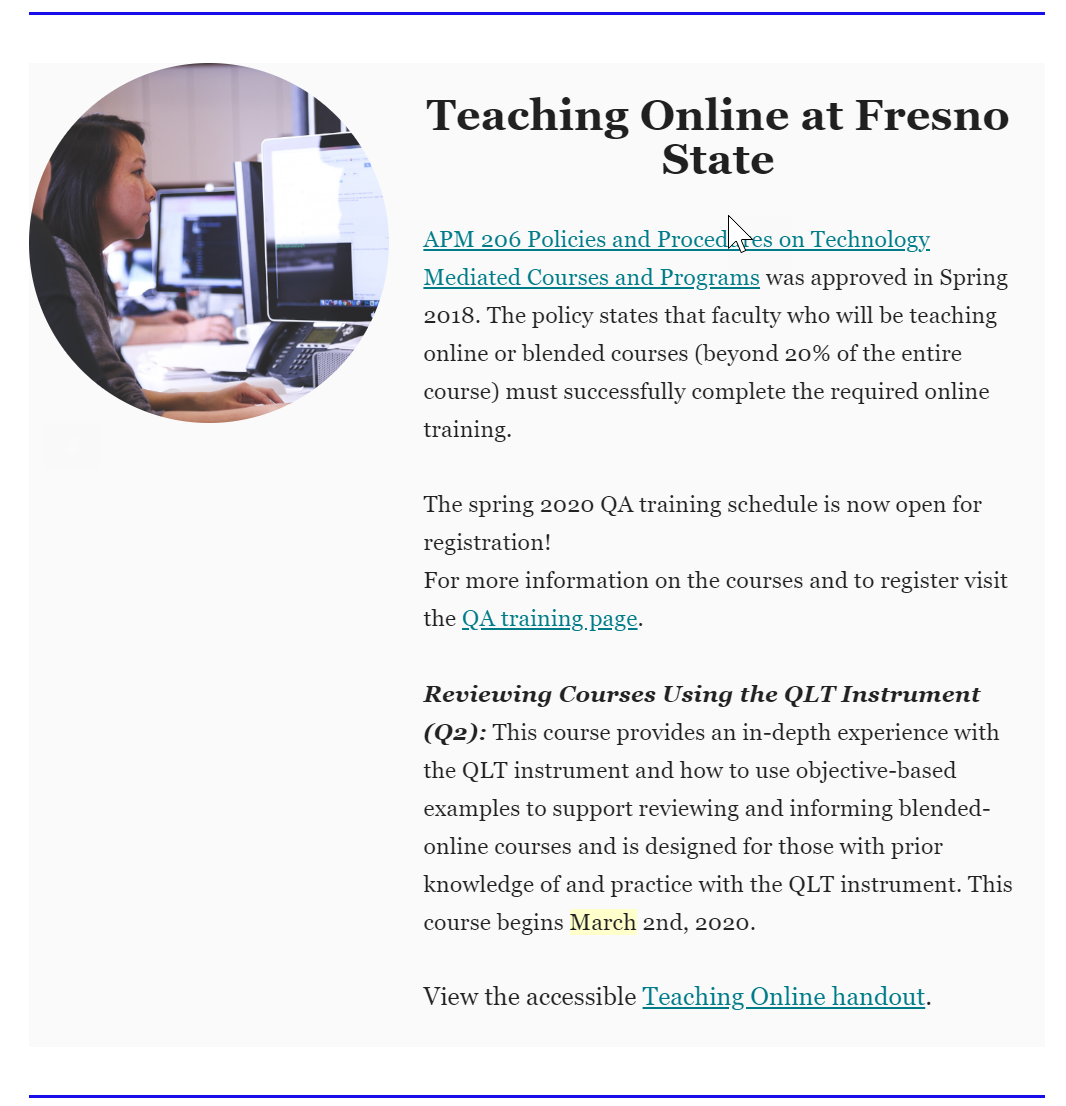 Teaching Online at Fresno
State
APM 206 Policies and Procedures on Technology
Mediated Courses and Programs was approved in Spring
2018. The policy states that faculty who will be teaching
online or blended courses (beyond 20% of the entire
course) must successfully complete the required online
training.
The spring 2020 QA training schedule is now open for
registration!
For more information on the courses and to register visit
the QA training page.
Reviewing Courses Using the QLT Instrument
(Q2): This course provides an in-depth experience with
the QLT instrument and how to use objective-based
examples to support reviewing and informing blended-
online courses and is designed for those with prior
knowledge of and practice with the QLT instrument. This
course begins March 2nd, 2020.
View the accessible Teaching Online handout.